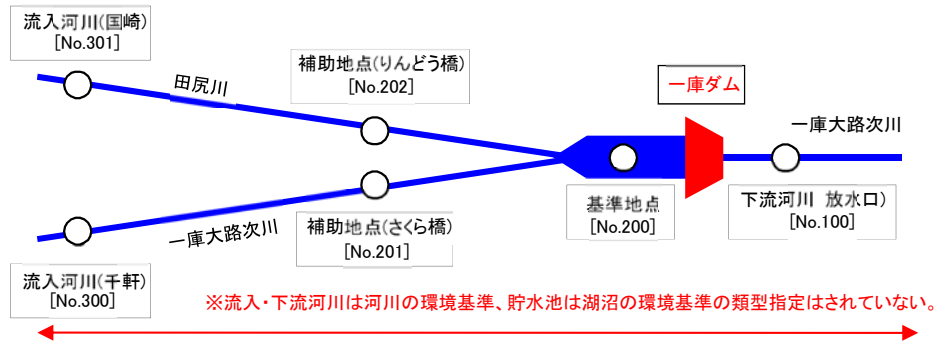 流入河川(国崎)
[No.301]
田尻川
補助地点(りんどう橋)
[No.202]
一庫ダム
一庫大路次川
基準地点
[No.200]
下流河川 放水口)
[No.100]
一庫大路次川
補助地点(さくら橋)
[No.201]
流入河川(千軒)
[No.300]
※流入・下流河川は河川の環境基準、貯水池は湖沼の環境基準の類型指定はされていない。